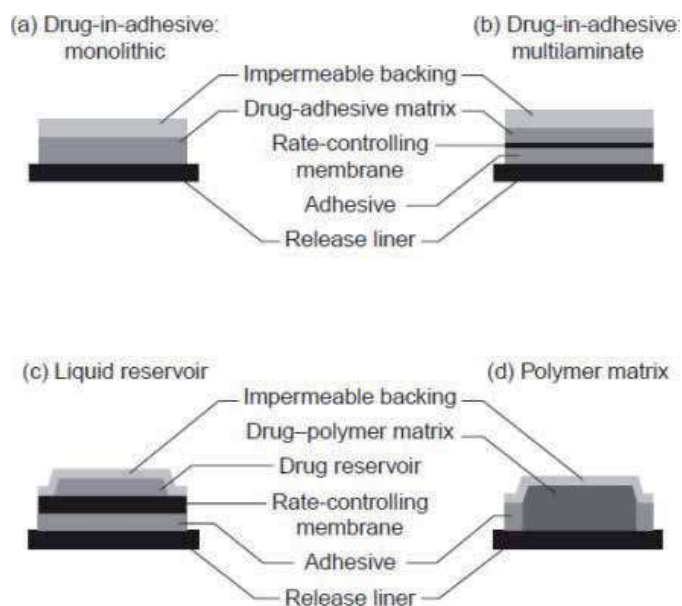 (a) Drug-in-adhesive:
monolithic
(b) Drug-in-adhesive:
multilaminate
Impermeable backing
Drug-adhesive matrix
Rate-controlling
membrane
Adhesive
Release liner
(c) Liquid reservoir
(d) Polymer matrix
Impermeable backing
Drug–polymer matrix
Drug reservoir
Rate-controlling
membrane
Adhesive
Release liner